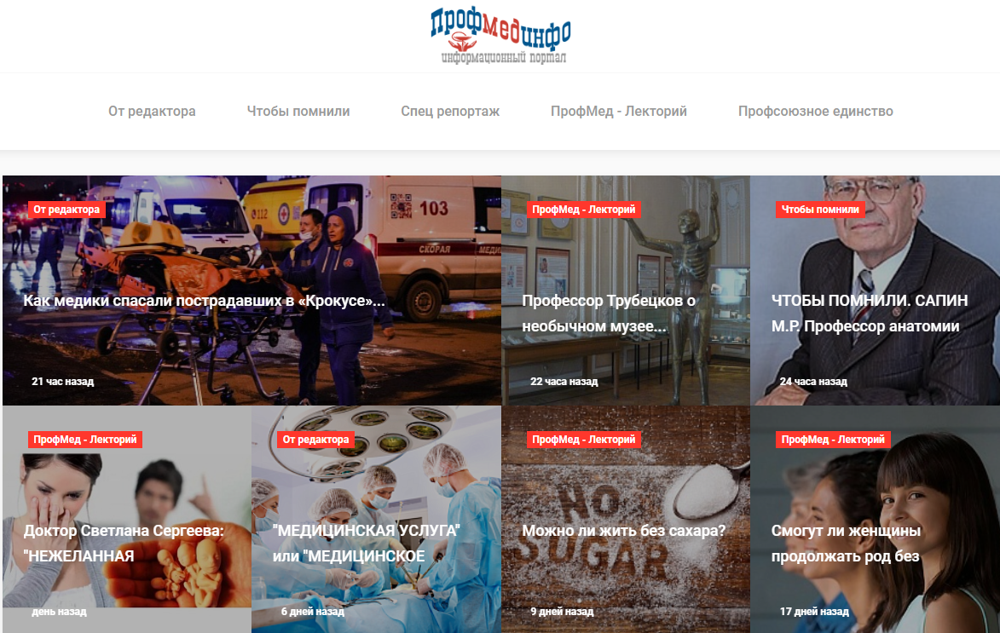 ПрофМединфо
информационный портал
От редактора
Чтобы помнили
Спец репортаж
ПрофМед - Лекторий
Профсоюзное единство
От редактора
112
103
СКОРАЯ
Как медики спасали пострадавших в «Крокусе»...
21 час назад
ПрофМед - Лекторий
Профессор Трубецков о
необычном музее...
22 часа назад
Чтобы помнили
ЧТОБЫ ПОМНИЛИ. САПИН
М.Р. Профессор анатомии
24 часа назад
ПрофМед - Лекторий
Доктор Светлана Сергеева:
"НЕЖЕЛАННАЯ
день назад
От редактора
"МЕДИЦИНСКАЯ УСЛУГА"
или "МЕДИЦИНСКОЕ
6 дней назад
ПрофМед - Лекторий
NO
Можно ли жить без сахара?
SUGAR
9 дней назад
ПрофМед - Лекторий
Смогут ли женщины
продолжать род без
17 дней назад